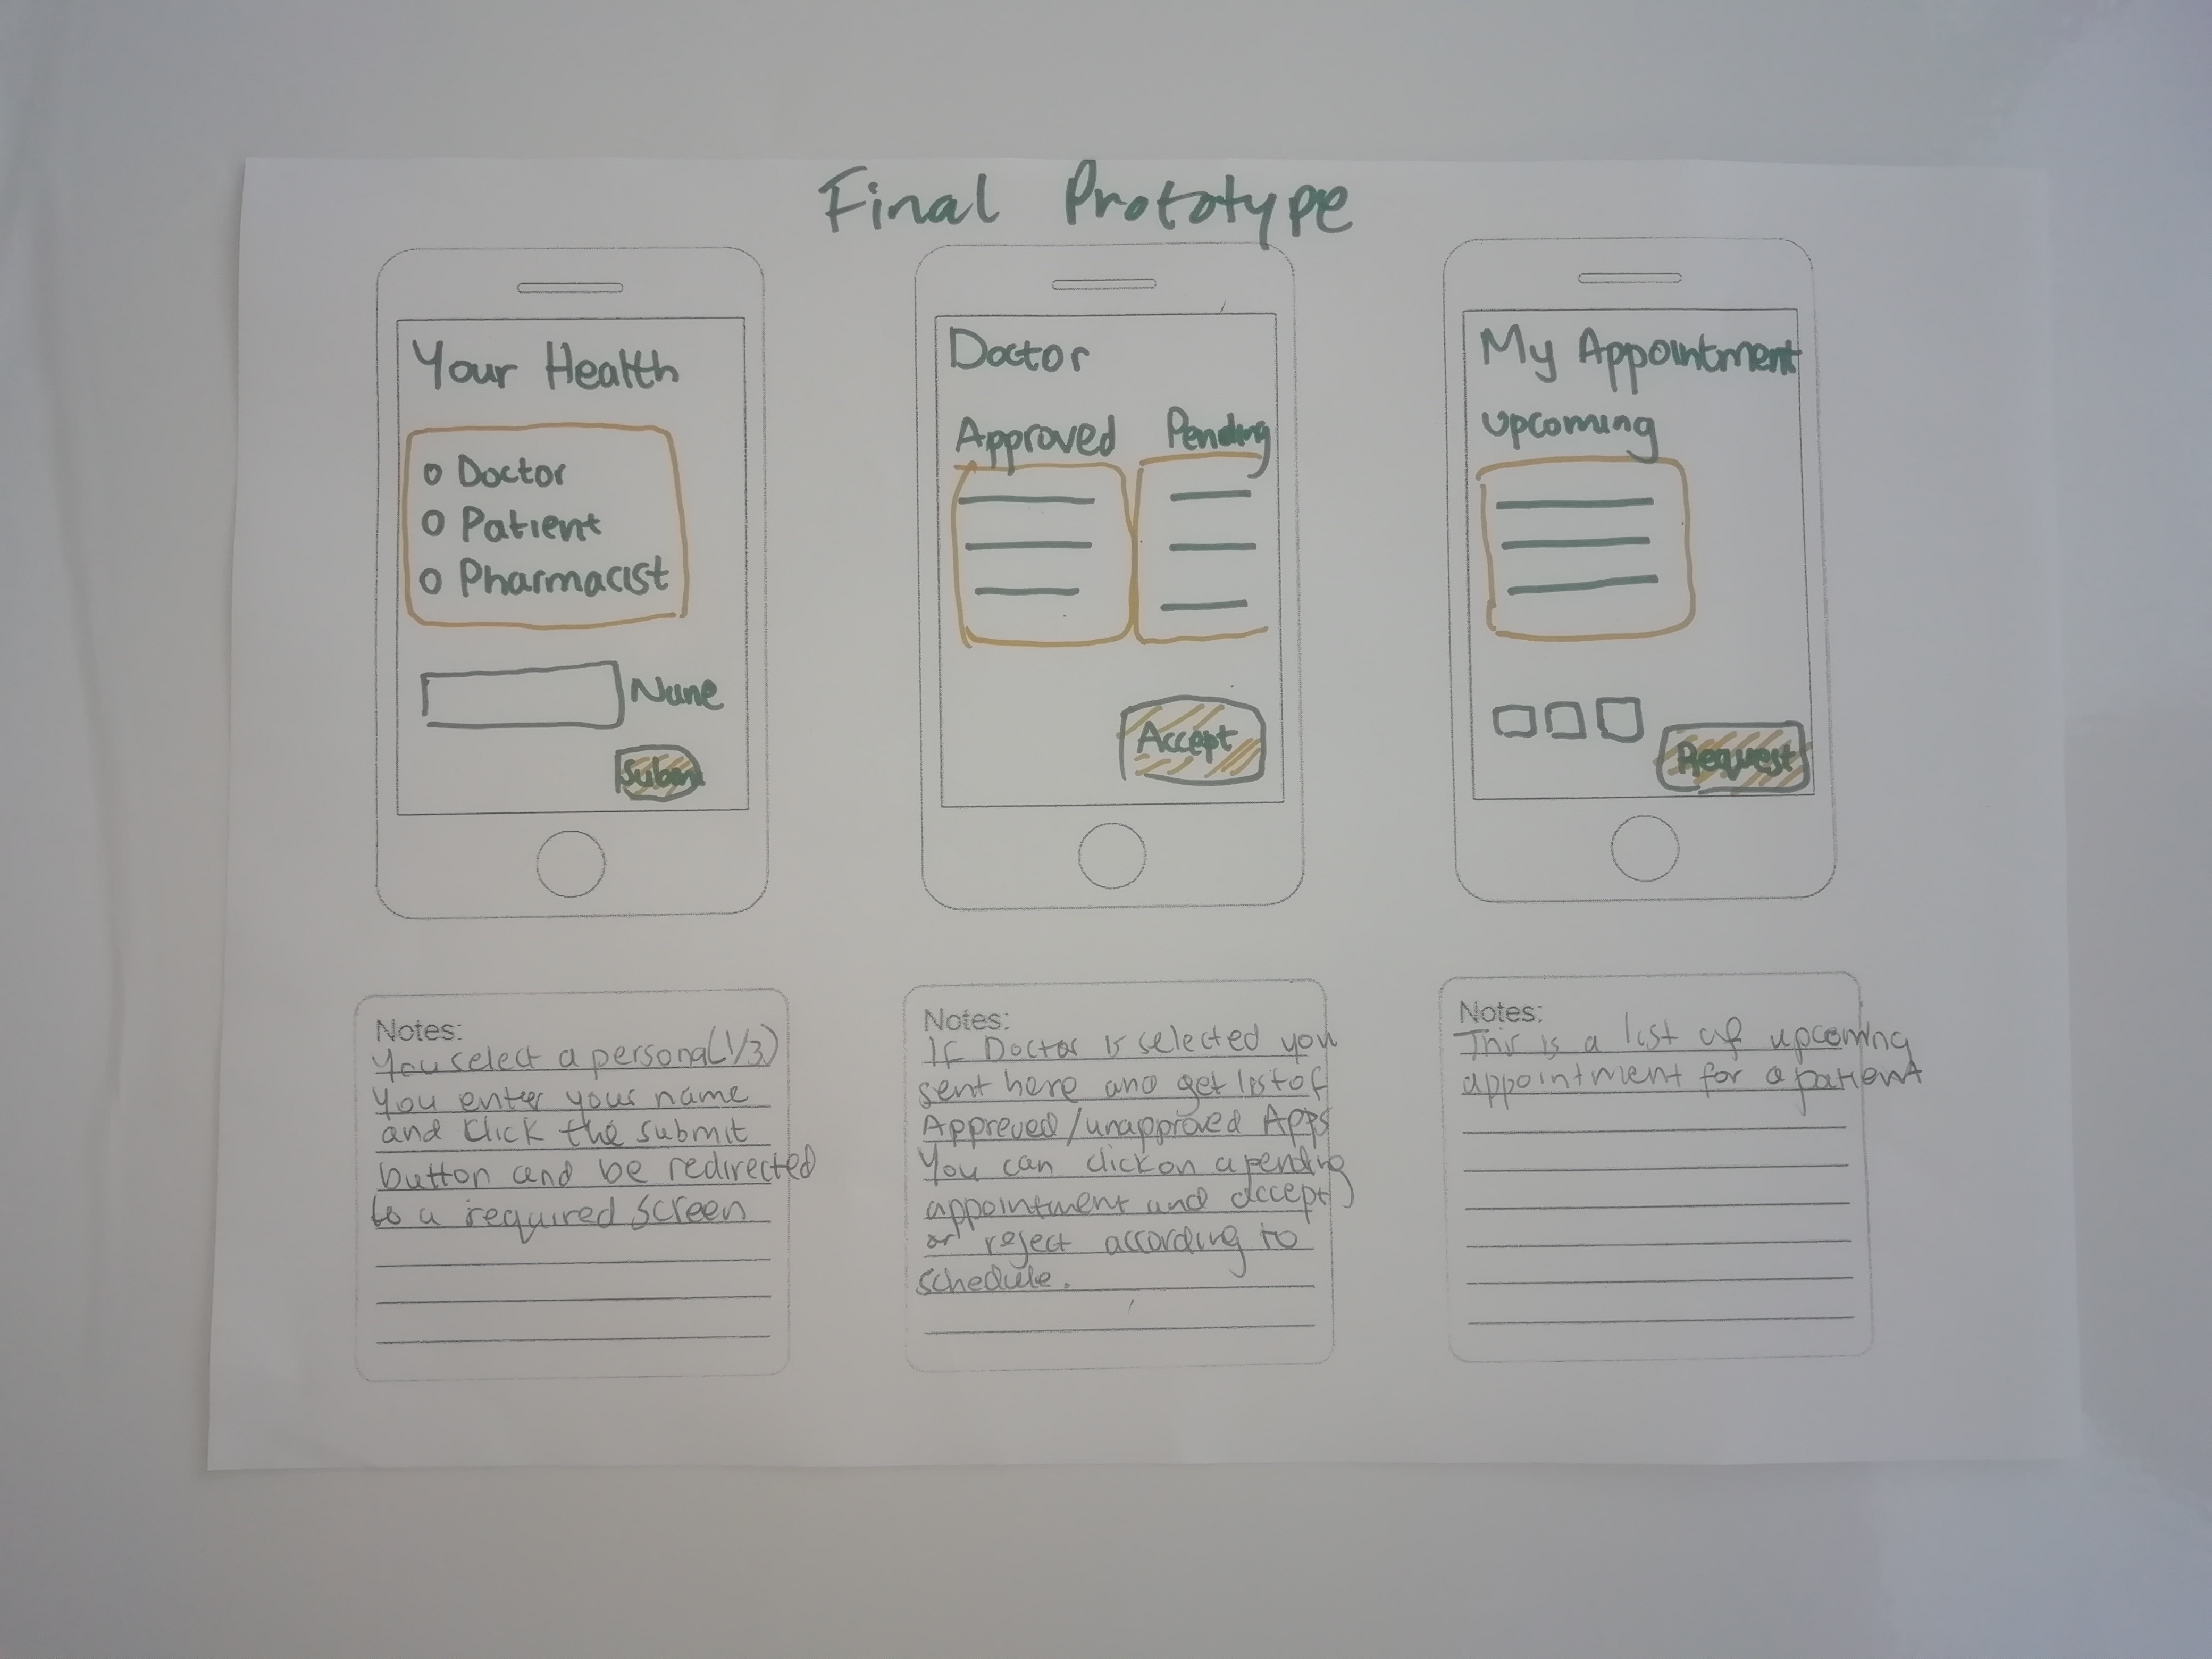 Final Prototype
Your Health
O Doctor
O Patient
O Pharmacist
Name
Submi
Doctor
Approved Pending
Accept
My Appointment
Upcoming
Request
Notes:
You select a persona(1/3)
You enter your name
and click the submit
button and be redirected
to a required screen
Notes:
If Doctor is selected you
sent here and get list of
Approved/unapproved Apps
You can click on a pending
appointment and accept
or reject according to
schedule.
Notes:
This is a list of upcoming
appointment for a patient